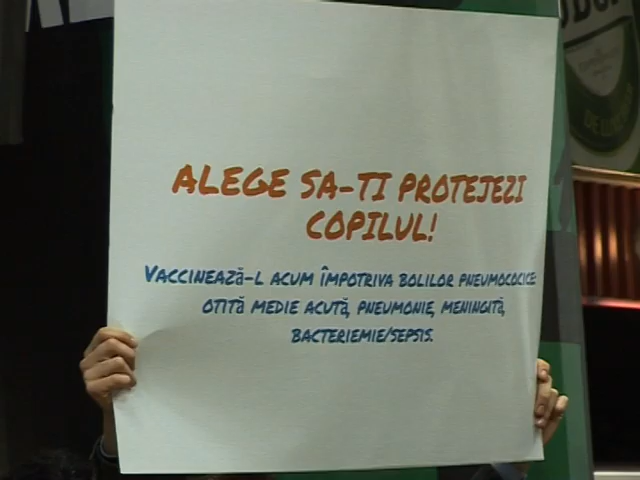 ALEGE SA-TI PROTEJEZI
COPILUL!
VACCINEAZă-L ACUM ÎMPOTRIVA BOLILOR PNEUMOCOCICE:
OTITă MEDIE ACUTă, PNEUMONIE, MENINGITă,
BACTERIEMIE/SEPSIS.